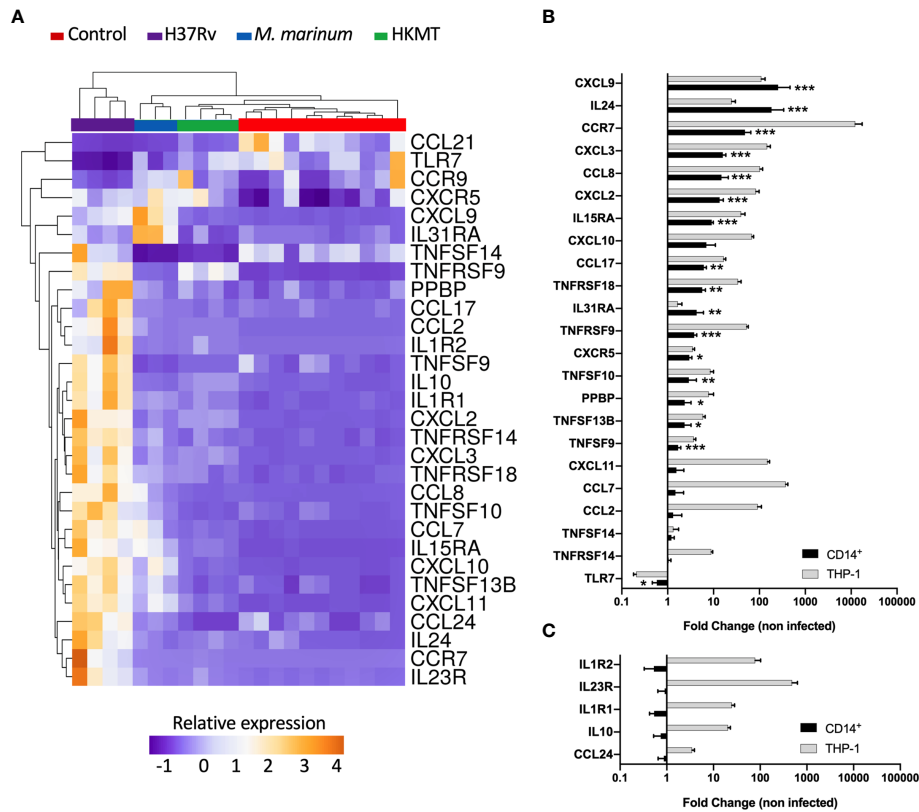 A
Control H37Rv M. marinum HKMT
CCL21
TLR7
CCR9
CXCR5
CXCL9
IL31RA
TNFSF14
TNFRSF9
PPBP
CCL17
CCL2
IL1R2
TNFSF9
IL10
IL1R1
CXCL2
TNFRSF14
CXCL3
TNFRSF18
CCL8
TNFSF10
CCL7
IL15RA
CXCL10
TNFSF13B
CXCL11
CCL24
IL24
CCR7
IL23R
Relative expression
-1 0 1 2 3 4
B
CXCL9 ***
IL24 ***
CCR7 ***
CXCL3 ***
CCL8 ***
CXCL2 ***
IL15RA ***
CXCL10
CCL17 **
TNFRSF18 **
IL31RA **
TNFRSF9 ***
CXCR5 *
TNFSF10 **
PPBP *
TNFSF13B *
TNFSF9 ***
CXCL11
CCL7
CCL2
TNFSF14
TNFRSF14
TLR7 *
CD14+
THP-1
0.1 1 10 100 1000 10000 100000
Fold Change (non infected)
C
IL1R2
IL23R
IL1R1
IL10
CCL24
CD14+
THP-1
0.1 1 10 100 1000 10000 100000
Fold Change (non infected)